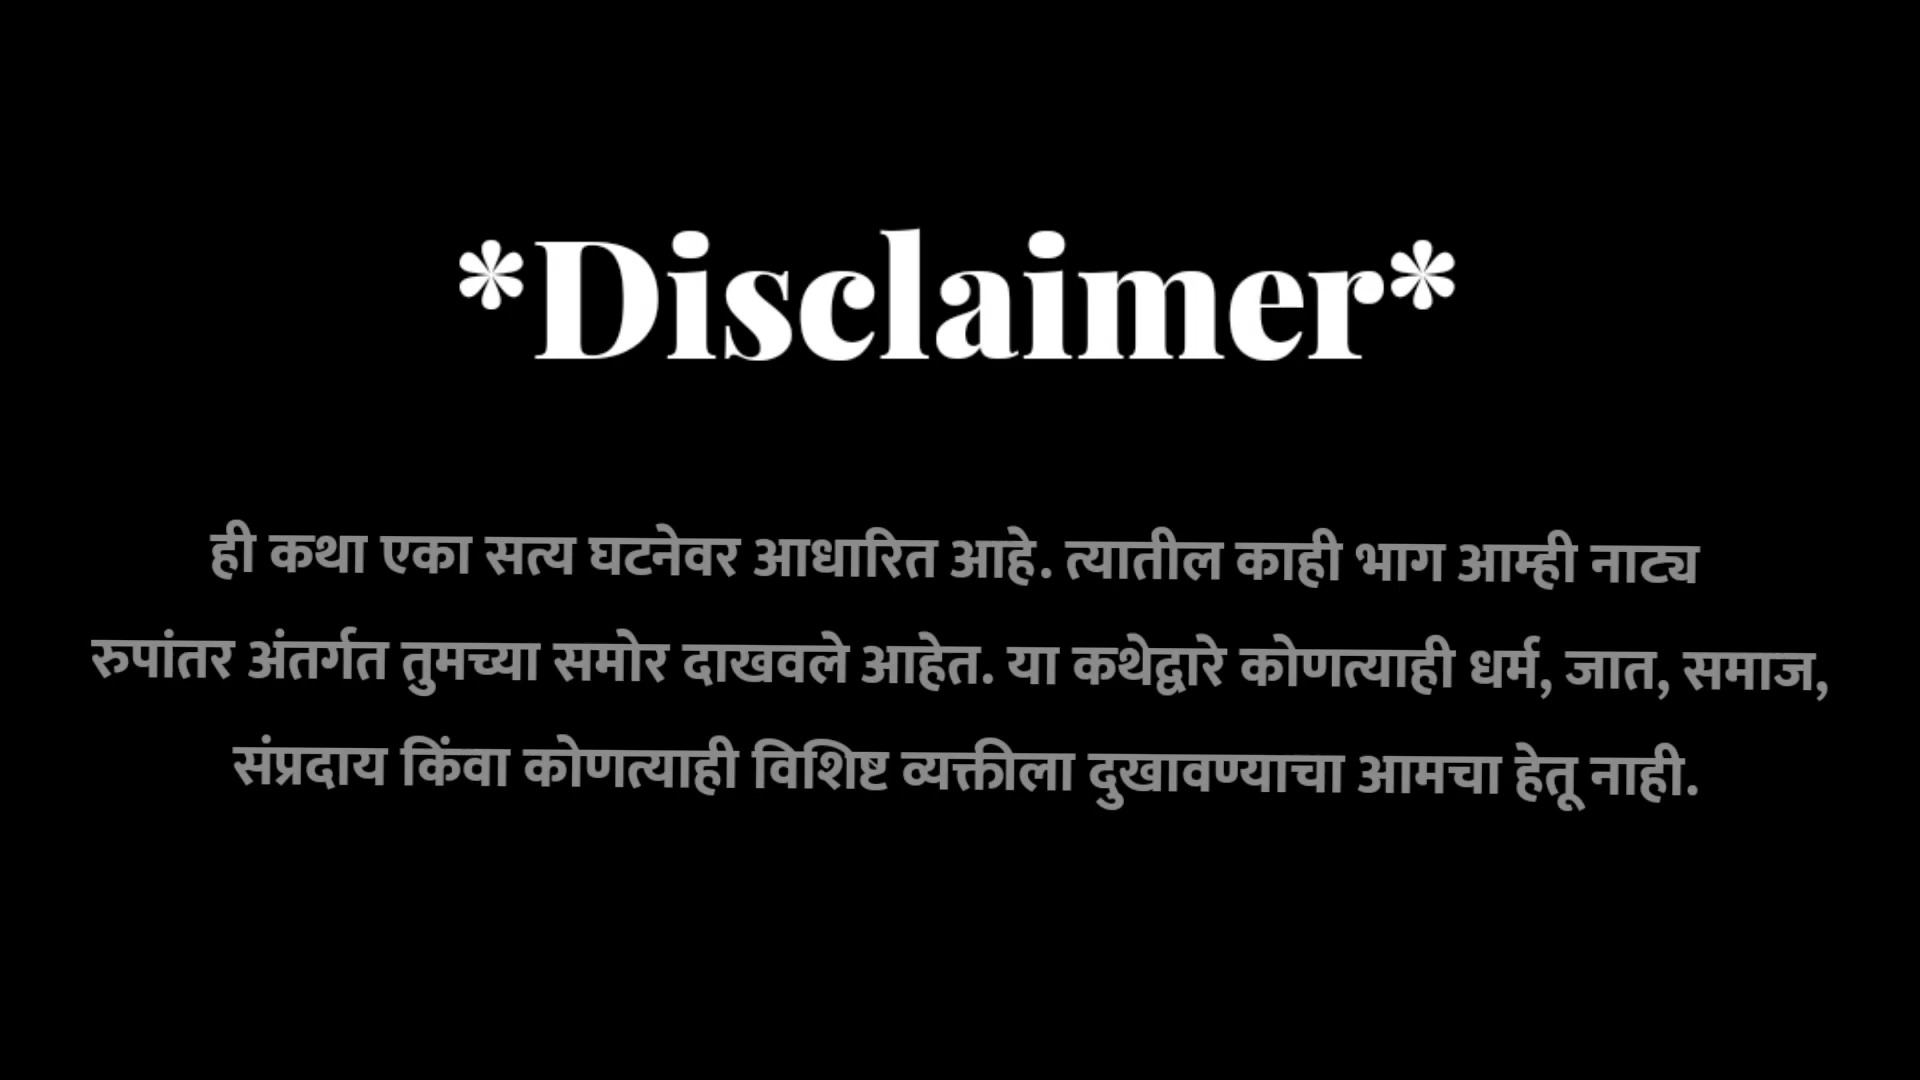 *Disclaimer*
ही कथा एका सत्य घटनेवर आधारित आहे. त्यातील काही भाग आम्ही नाट्य
रुपांतर अंतर्गत तुमच्या समोर दाखवले आहेत. या कथेद्वारे कोणत्याही धर्म, जात, समाज,
संप्रदाय किंवा कोणत्याही विशिष्ट व्यक्तीला दुखावण्याचा आमचा हेतू नाही.